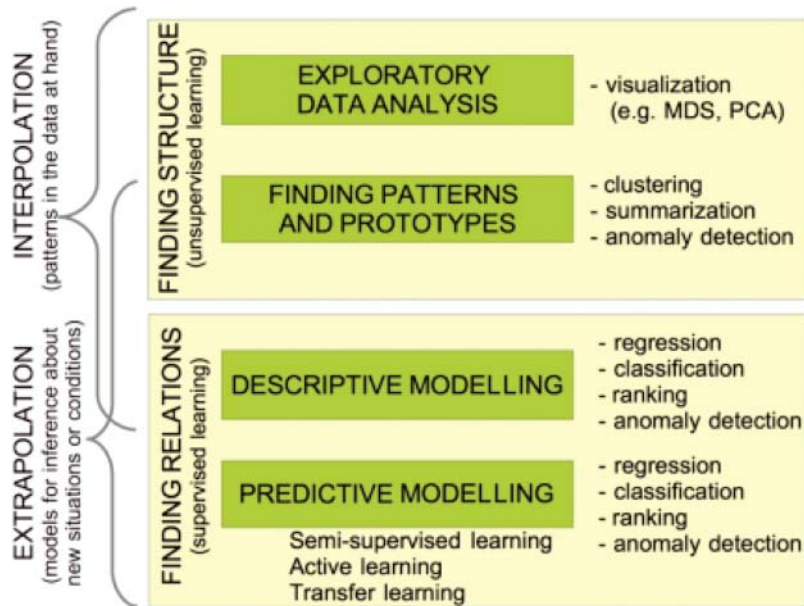 INTERPOLATION
(patterns in the data at hand)
FINDING STRUCTURE
(unsupervised learning)
EXPLORATORY
DATA ANALYSIS
- visualization
(e.g. MDS, PCA)
FINDING PATTERNS
AND PROTOTYPES
- clustering
- summarization
- anomaly detection
EXTRAPOLATION
(models for inference about
new situations or conditions)
FINDING RELATIONS
(supervised learning)
DESCRIPTIVE MODELLING
- regression
- classification
- ranking
- anomaly detection
PREDICTIVE MODELLING
- regression
- classification
- ranking
- anomaly detection
Semi-supervised learning
Active learning
Transfer learning